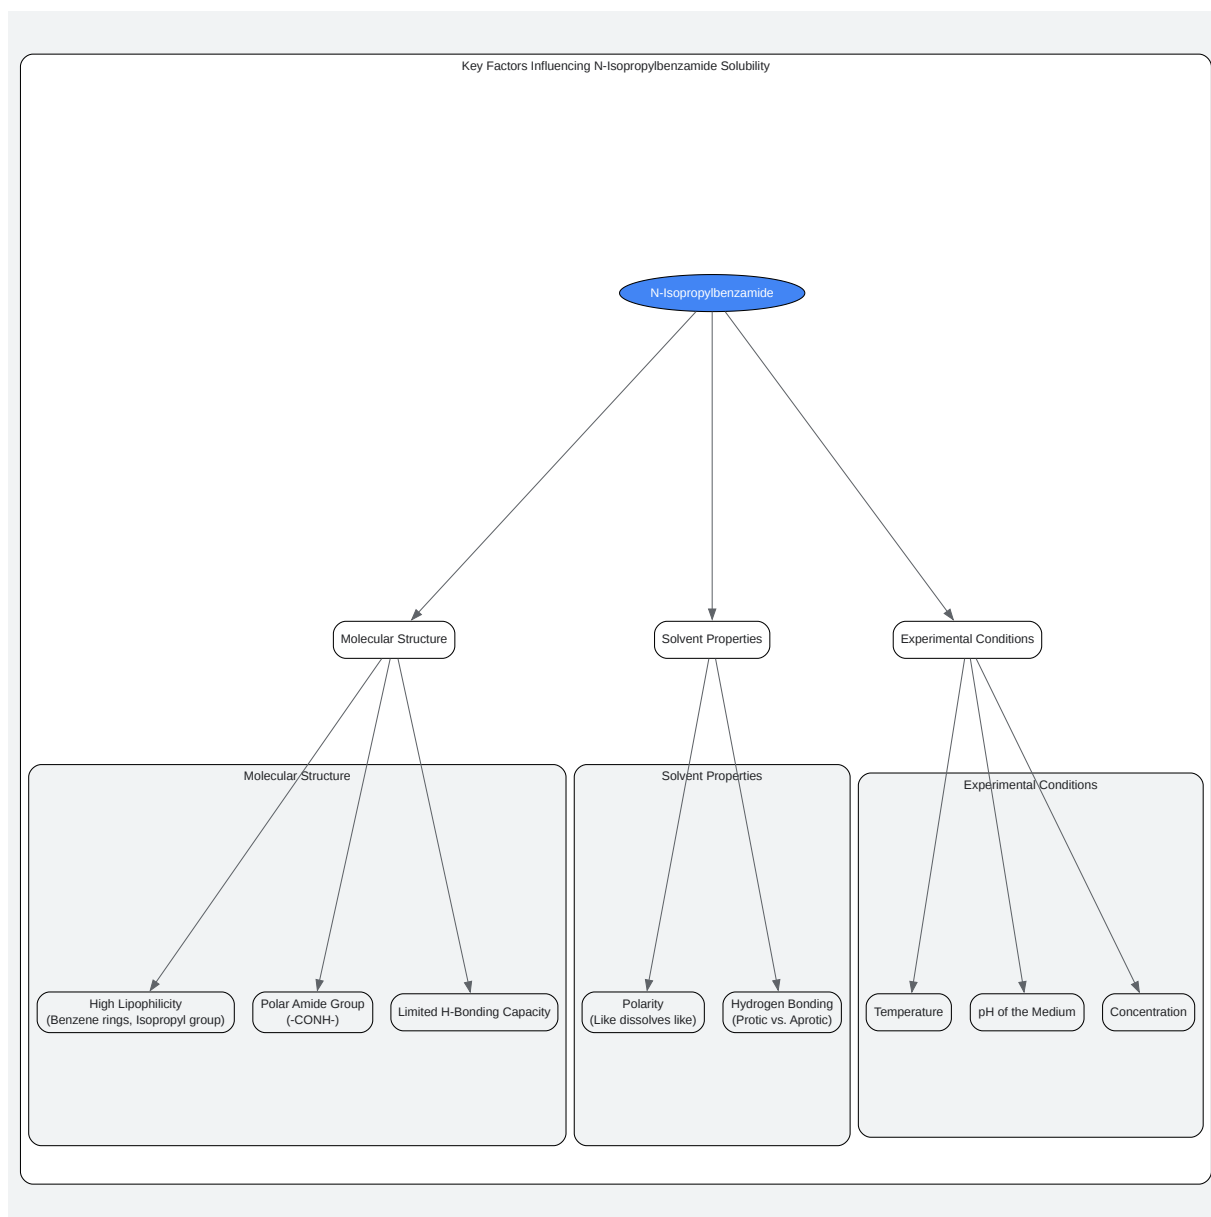 Key Factors Influencing N-Isopropylbenzamide Solubility
N-Isopropylbenzamide
Molecular Structure
Solvent Properties
Experimental Conditions
Molecular Structure
Solvent Properties
Experimental Conditions
High Lipophilicity
(Benzene rings, Isopropyl group)
Polar Amide Group
(-CONH-)
Limited H-Bonding Capacity
Polarity
(Like dissolves like)
Hydrogen Bonding
(Protic vs. Aprotic)
Temperature
pH of the Medium
Concentration